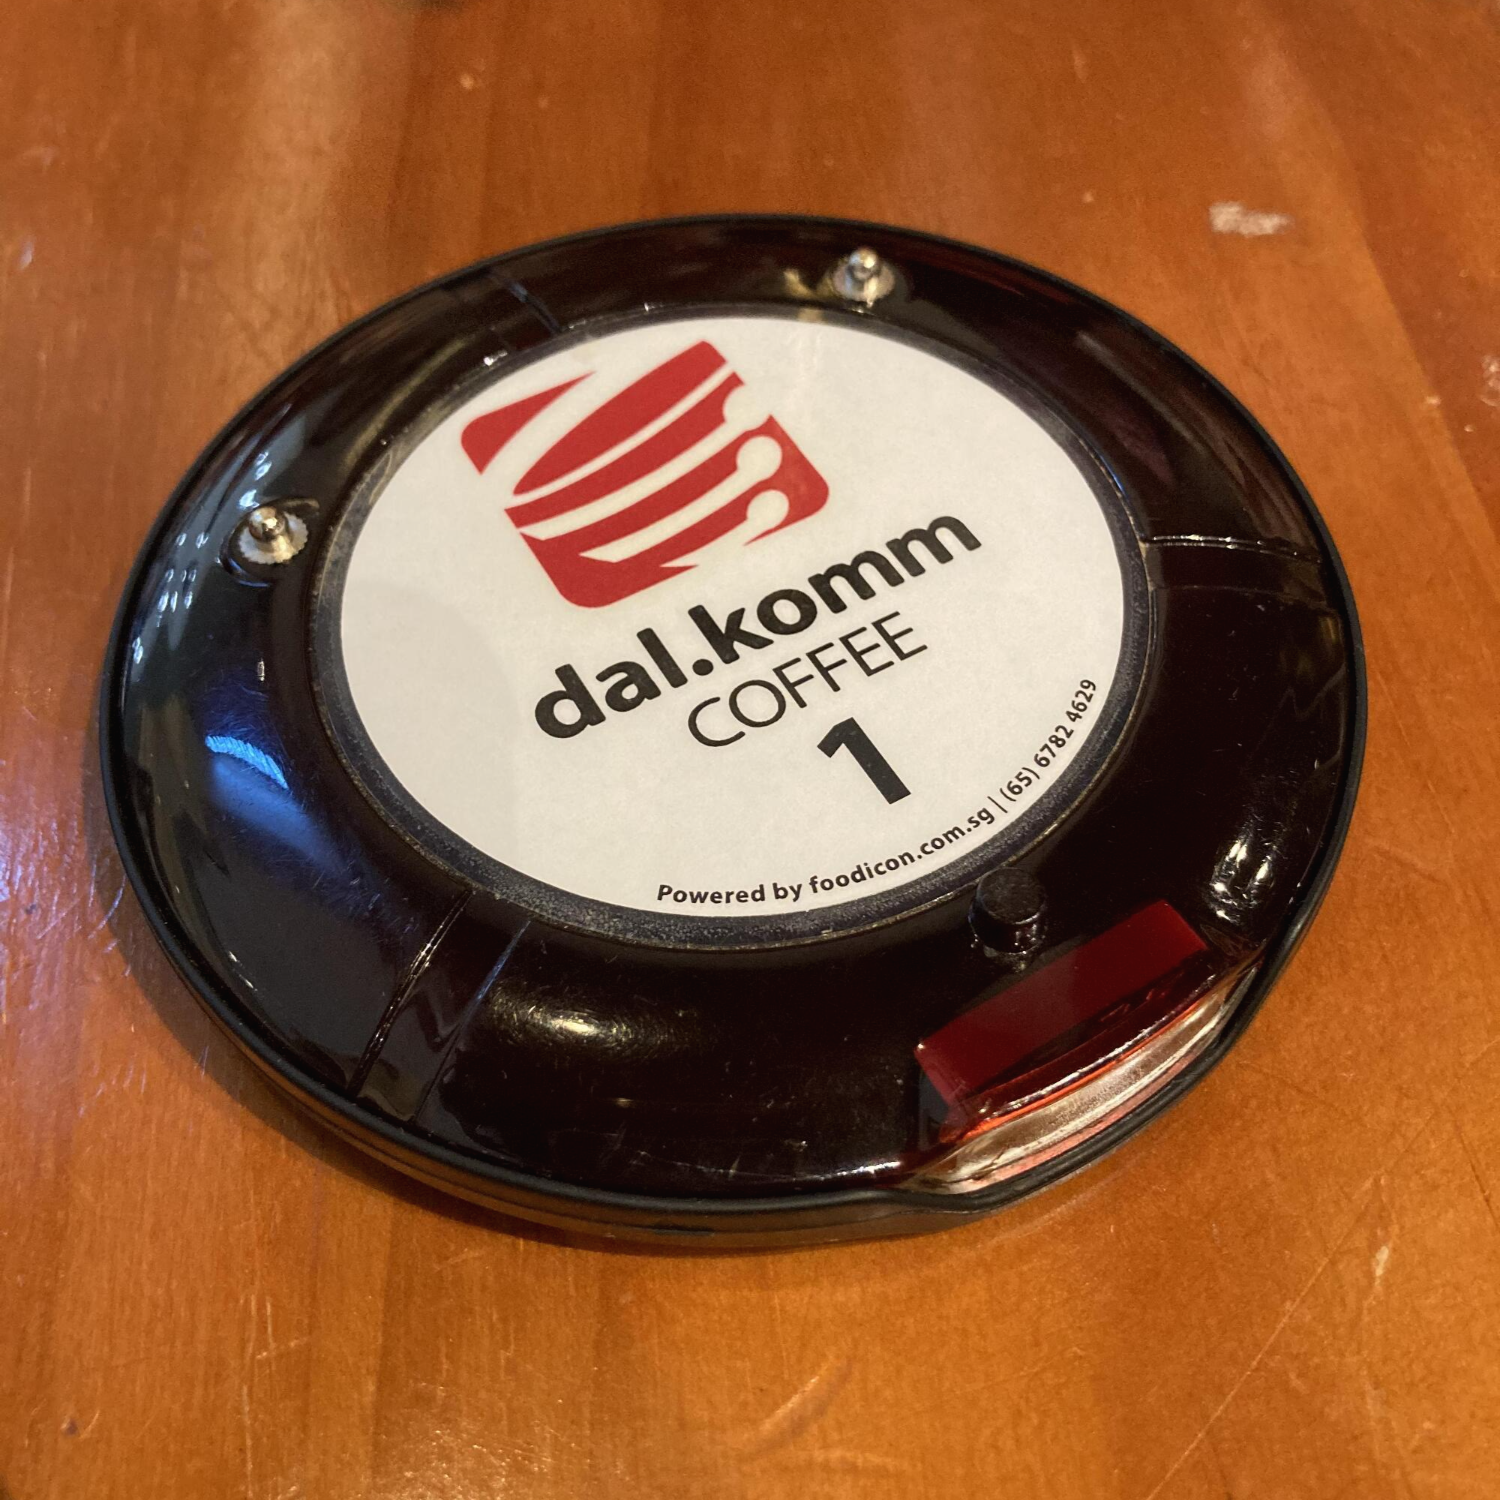 dal.komm
COFFEE
1
Powered by foodicon.com.sg | (65) 6782 4629